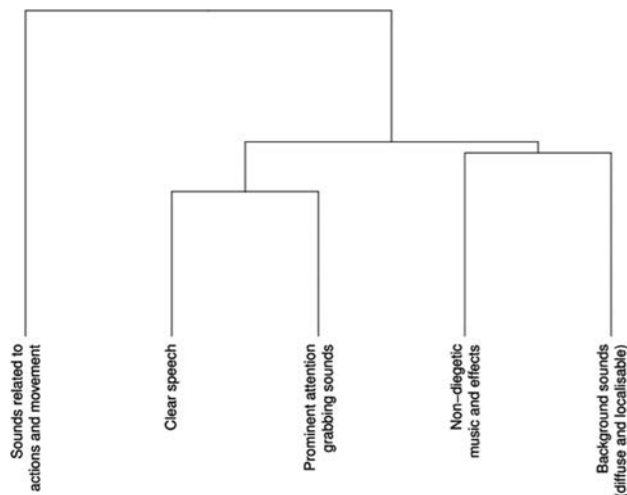 Sounds related to
actions and movement
Clear speech
Prominent attention
grabbing sounds
Non-diegetic
music and effects
Background sounds
(diffuse and localisable)